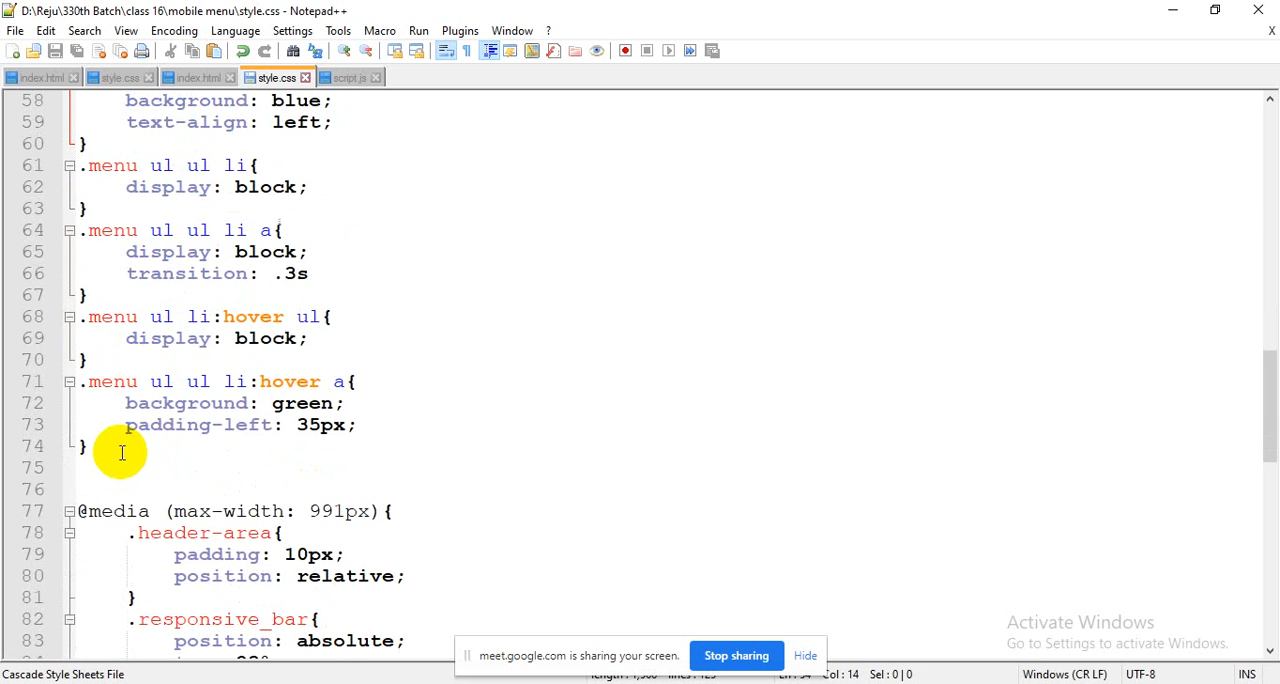 D:\Reju\330th Batch\class 16\mobile menu\style.css - Notepad++
File Edit Search View Encoding Language Settings Tools Macro Run Plugins Window ?
X
index.html style.css index.html style.css script.js
58 background: blue;
59 text-align: left;
60 }
61 .menu ul ul li{
62 display: block;
63 }
64 .menu ul ul li a{
65 display: block;
66 transition: .3s
67 }
68 .menu ul li:hover ul{
69 display: block;
70 }
71 .menu ul ul li:hover a{
72 background: green;
73 padding-left: 35px;
74 }
75
76
77 @media (max-width: 991px){
78 .header-area{
79 padding: 10px;
80 position: relative;
81 }
82 .responsive_bar{
83 position: absolute;
Activate Windows
Go to Settings to activate Windows.
meet.google.com is sharing your screen. Stop sharing Hide
Cascade Style Sheets File Col : 14 Sel : 0 | 0 Windows (CR LF) UTF-8 INS